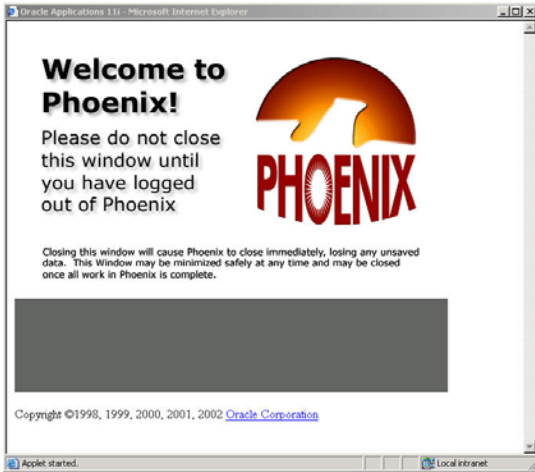 Oracle Applications 11i - Microsoft Internet Explorer
Welcome to
Phoenix!
Please do not close
this window until
you have logged
out of Phoenix
PHOENIX
Closing this window will cause Phoenix to close immediately, losing any unsaved
data. This Window may be minimized safely at any time and may be closed
once all work in Phoenix is complete.
Copyright ©1998, 1999, 2000, 2001, 2002 Oracle Corporation
Applet started.
Local intranet